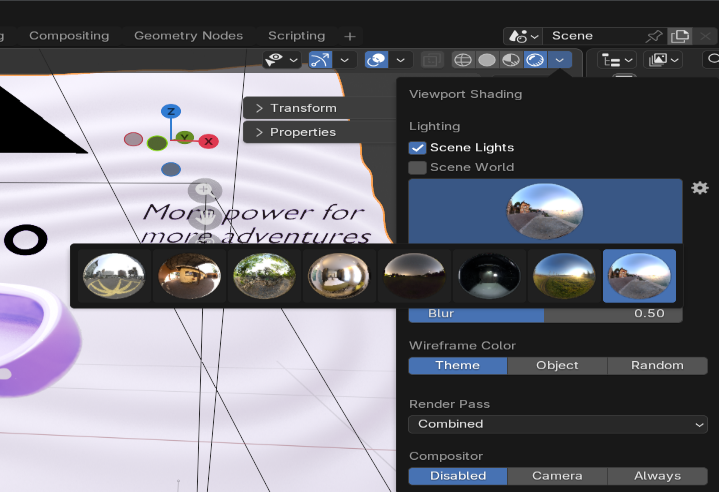 Compositing
Geometry Nodes
Scripting
+
Scene
Viewport Shading
Transform
Properties
Lighting
Scene Lights
Scene World
Z
Y
X
More power for
more adventures
Blur
0.50
Wireframe Color
Theme
Object
Random
Render Pass
Combined
Compositor
Disabled
Camera
Always